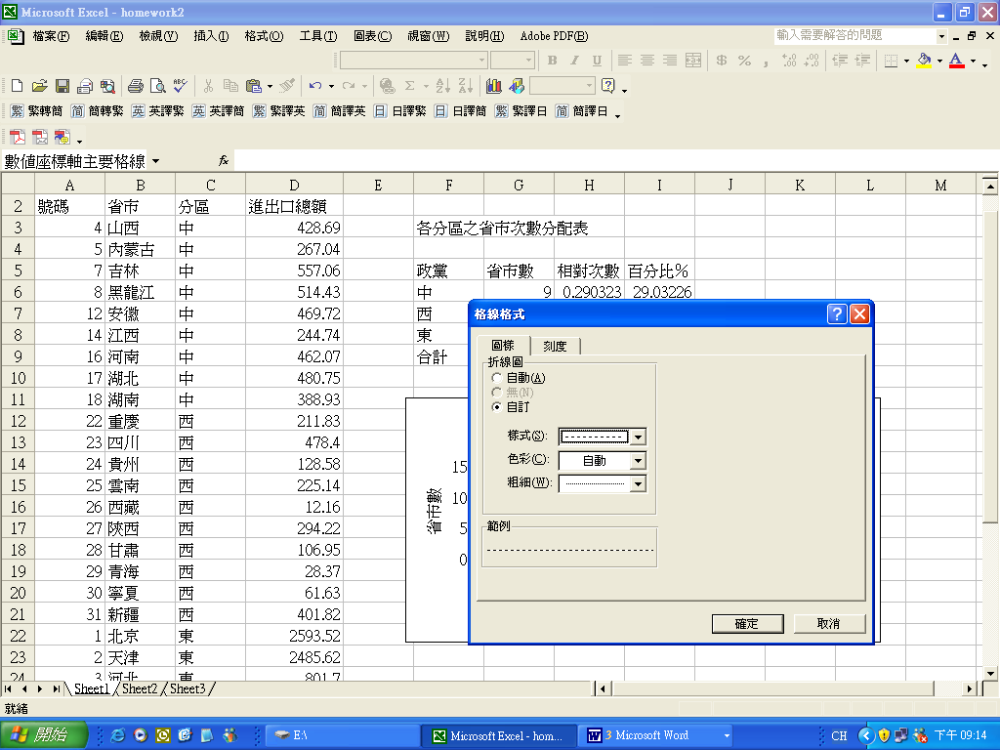 Microsoft Excel - homework2
檔案(F) 編輯(E) 檢視(V) 插入(I) 格式(O) 工具(T) 圖表(C) 視窗(W) 說明(H) Adobe PDF(B) 輸入需要解答的問題
B I U $ % ,
繁 繁轉簡 简 簡轉繁 英 英譯繁 英 英譯簡 繁 繁譯英 简 簡譯英 日 日譯繁 日 日譯簡 繁 繁譯日 简 簡譯日
數值座標軸主要格線 fx
A B C D E F G H I J K L M
2 號碼 省市 分區 進出口總額
3 4 山西 中 428.69 各分區之省市次數分配表
4 5 內蒙古 中 267.04
5 7 吉林 中 557.06 政黨 省市數 相對次數 百分比%
6 8 黑龍江 中 514.43 中 9 0.290323 29.03226
7 12 安徽 中 469.72 西
8 14 江西 中 244.74 東
9 16 河南 中 462.07 合計
10 17 湖北 中 480.75
11 18 湖南 中 388.93
12 22 重慶 西 211.83
13 23 四川 西 478.4
14 24 貴州 西 128.58
15 25 雲南 西 225.14
16 26 西藏 西 12.16
17 27 陝西 西 294.22
18 28 甘肅 西 106.95
19 29 青海 西 28.37
20 30 寧夏 西 61.63
21 31 新疆 西 401.82
22 1 北京 東 2593.52
23 2 天津 東 2485.62
24 3 河北 東 801.7
省市數
15
10
5
0
格線格式
圖樣 刻度
折線圖
自動(A)
無(N)
自訂
樣式(S):
色彩(C): 自動
粗細(W):
範例
確定 取消
Sheet1 Sheet2 Sheet3
就緒
開始 E:\ Microsoft Excel - hom... 3 Microsoft Word CH 下午 09:14